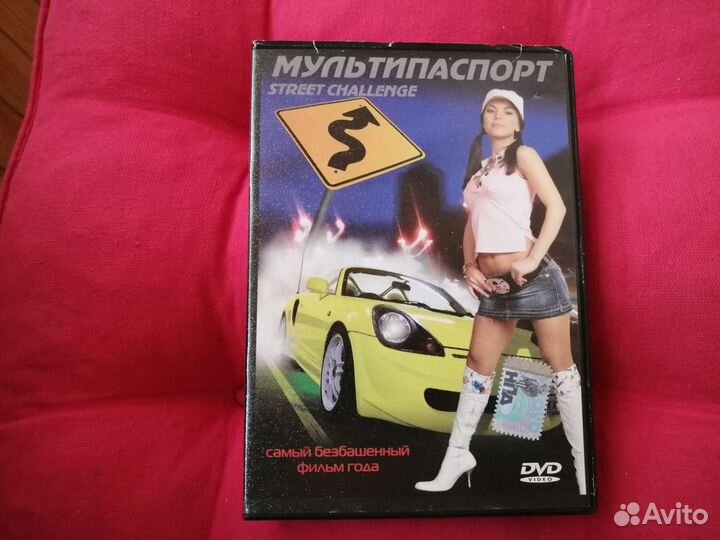 МУЛЬТИПАСПОРТ
STREET CHALLENGE
самый безбашенный
фильм года
DVD
VIDEO
Avito